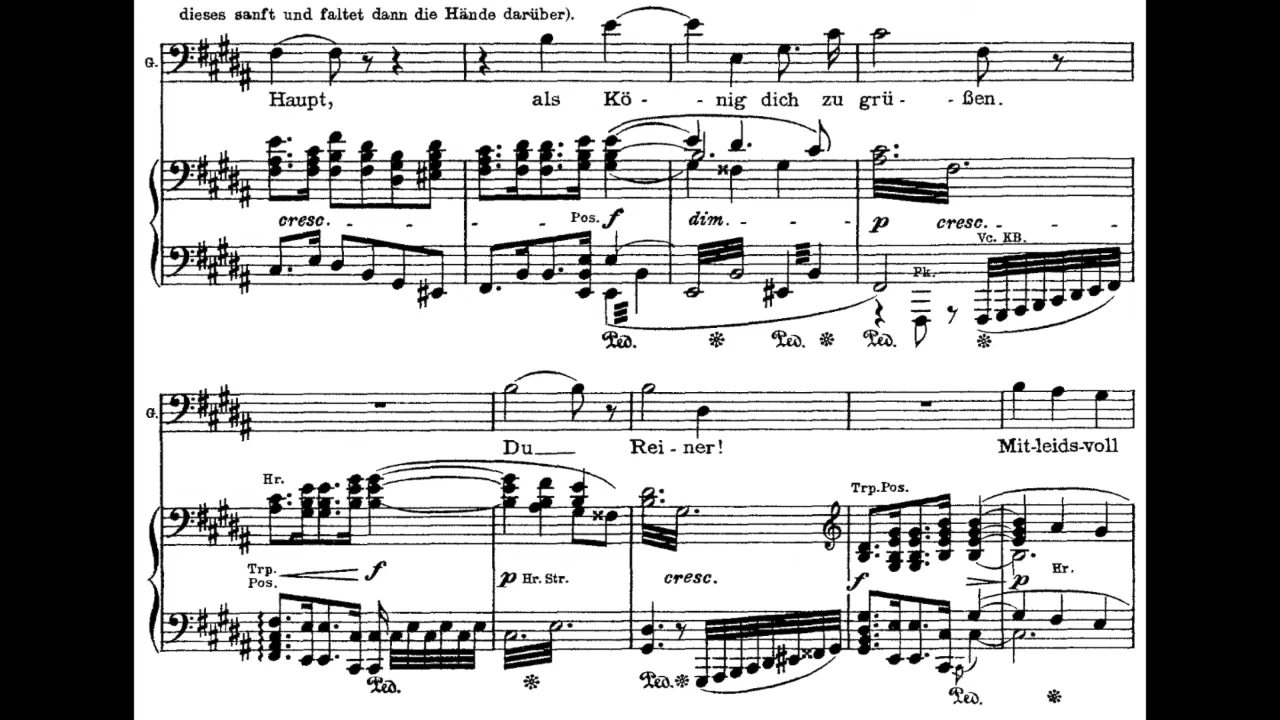 dieses sanft und faltet dann die Hände darüber).
G.
Haupt, als Kö - - nig dich zu grü - - ßen.
cresc. - - - - Pos. f dim. - - - p cresc. - - -
Vc. KB.
Pk.
Ped. * Ped. * Ped. *
G.
Du Rei - ner! Mit-leids-voll
Hr. Trp. Pos.
Trp. f p Hr. Str. cresc. f p Hr.
Pos.
Ped. * Ped. * Ped. *